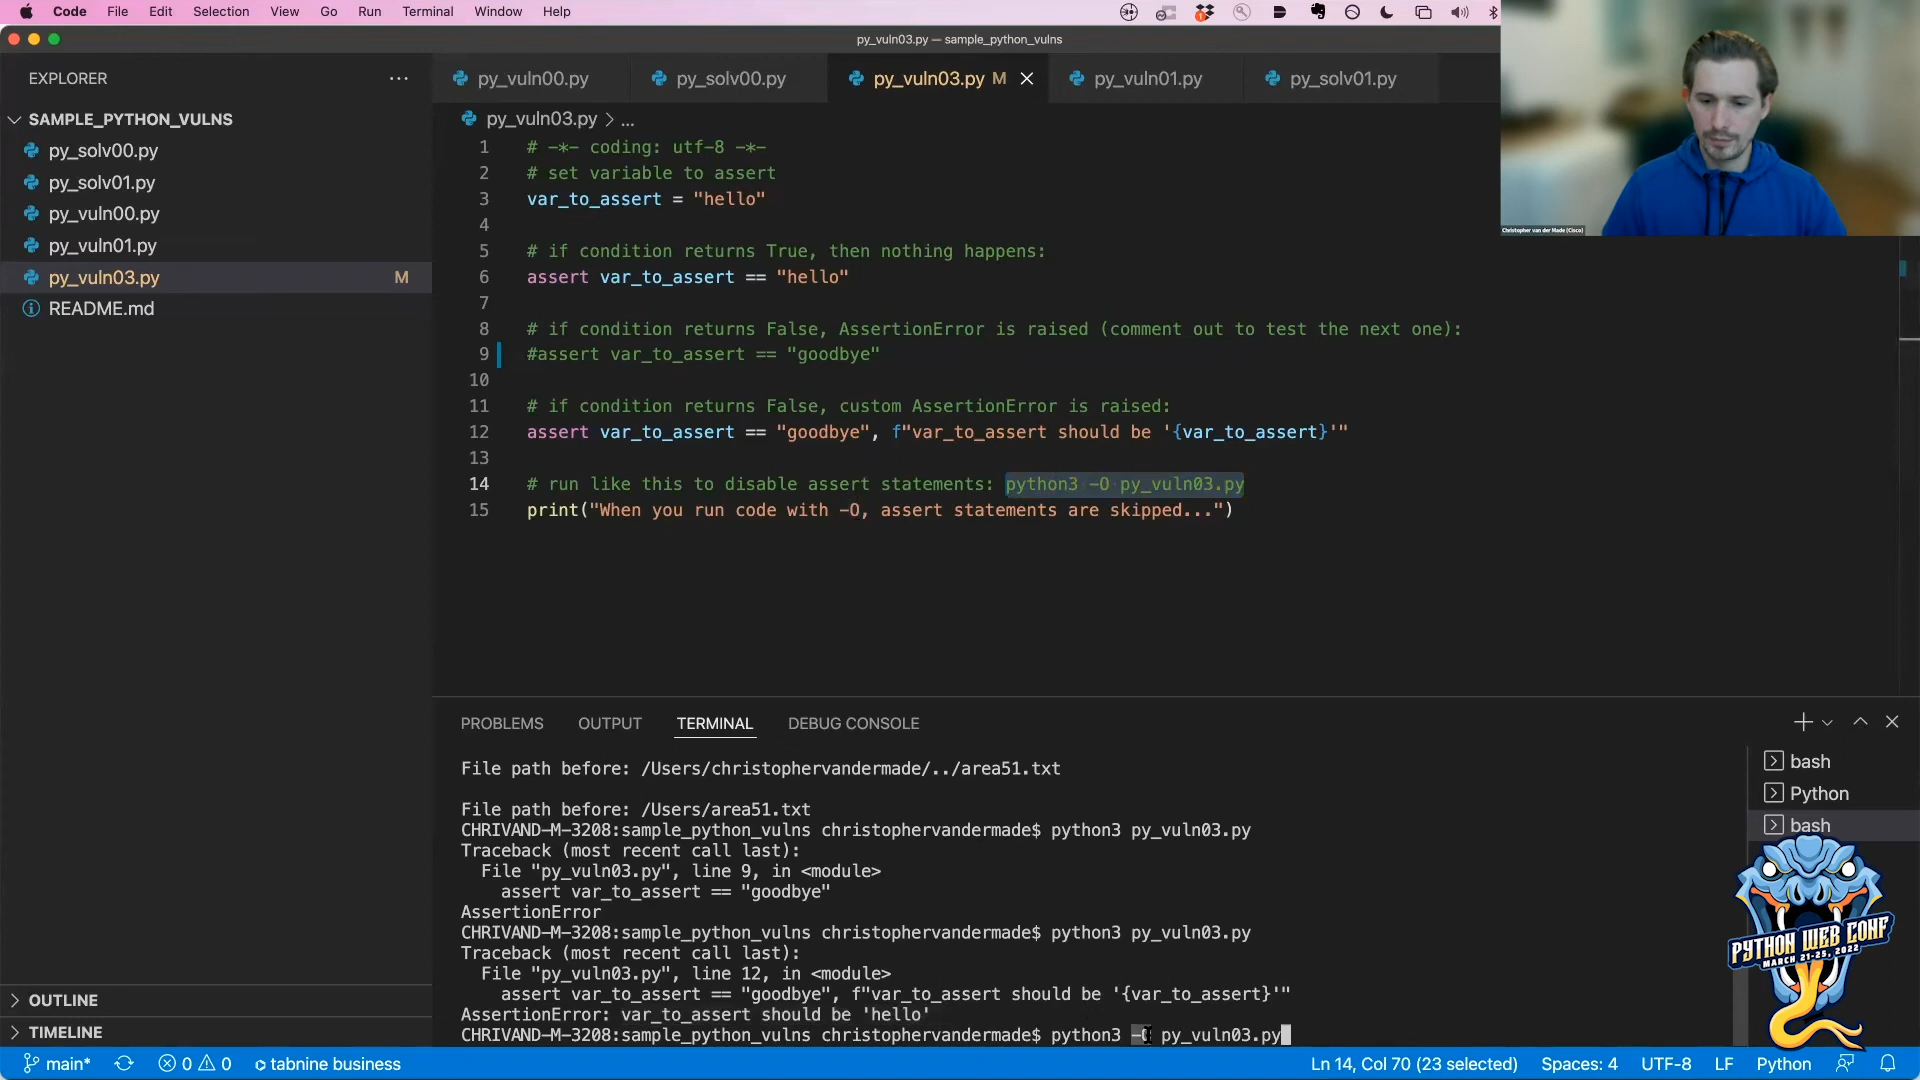 Code File Edit Selection View Go Run Terminal Window Help
py_vuln03.py — sample_python_vulns
EXPLORER
py_vuln00.py py_solv00.py py_vuln03.py M py_vuln01.py py_solv01.py
SAMPLE_PYTHON_VULNS
py_solv00.py
py_solv01.py
py_vuln00.py
py_vuln01.py
py_vuln03.py M
README.md
py_vuln03.py > ...
1 # -*- coding: utf-8 -*-
2 # set variable to assert
3 var_to_assert = "hello"
4
5 # if condition returns True, then nothing happens:
6 assert var_to_assert == "hello"
7
8 # if condition returns False, AssertionError is raised (comment out to test the next one):
9 #assert var_to_assert == "goodbye"
10
11 # if condition returns False, custom AssertionError is raised:
12 assert var_to_assert == "goodbye", f"var_to_assert should be '{var_to_assert}'"
13
14 # run like this to disable assert statements: python3 -O py_vuln03.py
15 print("When you run code with -O, assert statements are skipped...")
Christopher van der Made (Cisco)
PROBLEMS OUTPUT TERMINAL DEBUG CONSOLE
File path before: /Users/christophervandermade/../area51.txt
File path before: /Users/area51.txt
CHRIVAND-M-3208:sample_python_vulns christophervandermade$ python3 py_vuln03.py
Traceback (most recent call last):
File "py_vuln03.py", line 9, in <module>
assert var_to_assert == "goodbye"
AssertionError
CHRIVAND-M-3208:sample_python_vulns christophervandermade$ python3 py_vuln03.py
Traceback (most recent call last):
File "py_vuln03.py", line 12, in <module>
assert var_to_assert == "goodbye", f"var_to_assert should be '{var_to_assert}'"
AssertionError: var_to_assert should be 'hello'
CHRIVAND-M-3208:sample_python_vulns christophervandermade$ python3 -O py_vuln03.py
bash
Python
bash
PYTHON WEB CONF
MARCH 21-25, 2022
OUTLINE
TIMELINE
main* 0 0 tabnine business Ln 14, Col 70 (23 selected) Spaces: 4 UTF-8 LF Python